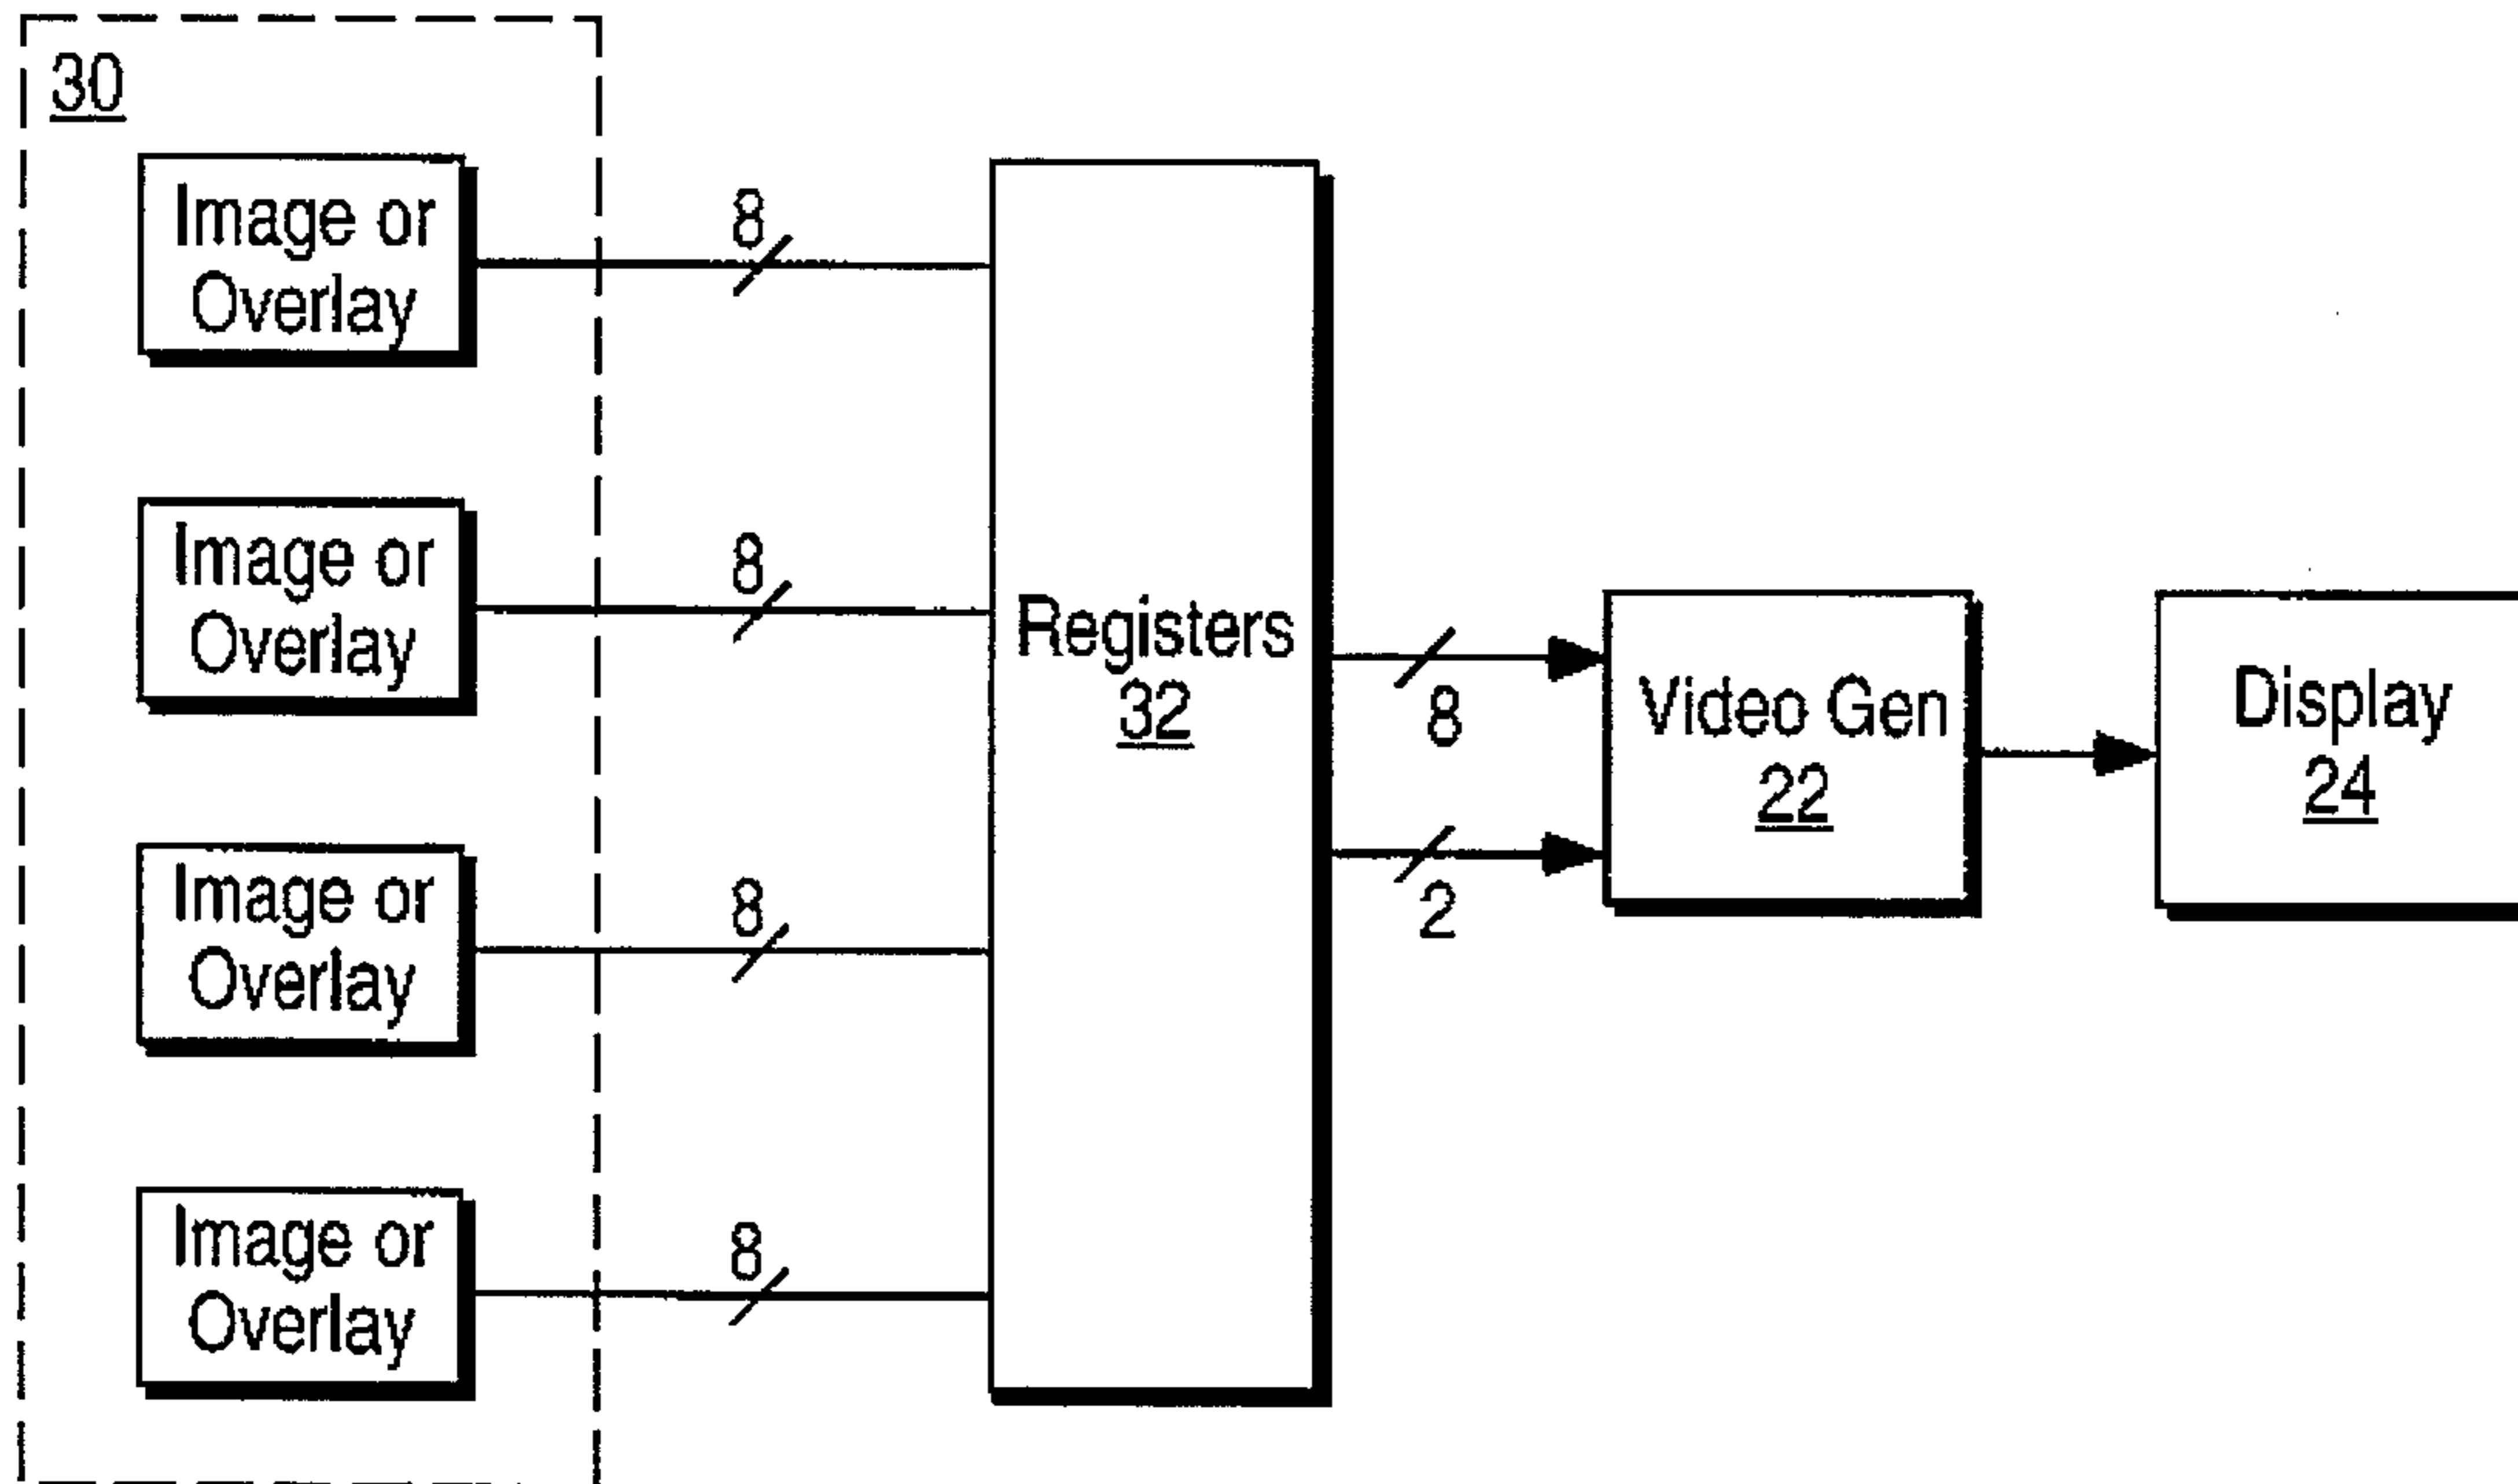 30
Image or
Overlay
8
Image or
Overlay
8
Image or
Overlay
8
Image or
Overlay
8
Registers
32
8
2
Video Gen
22
Display
24